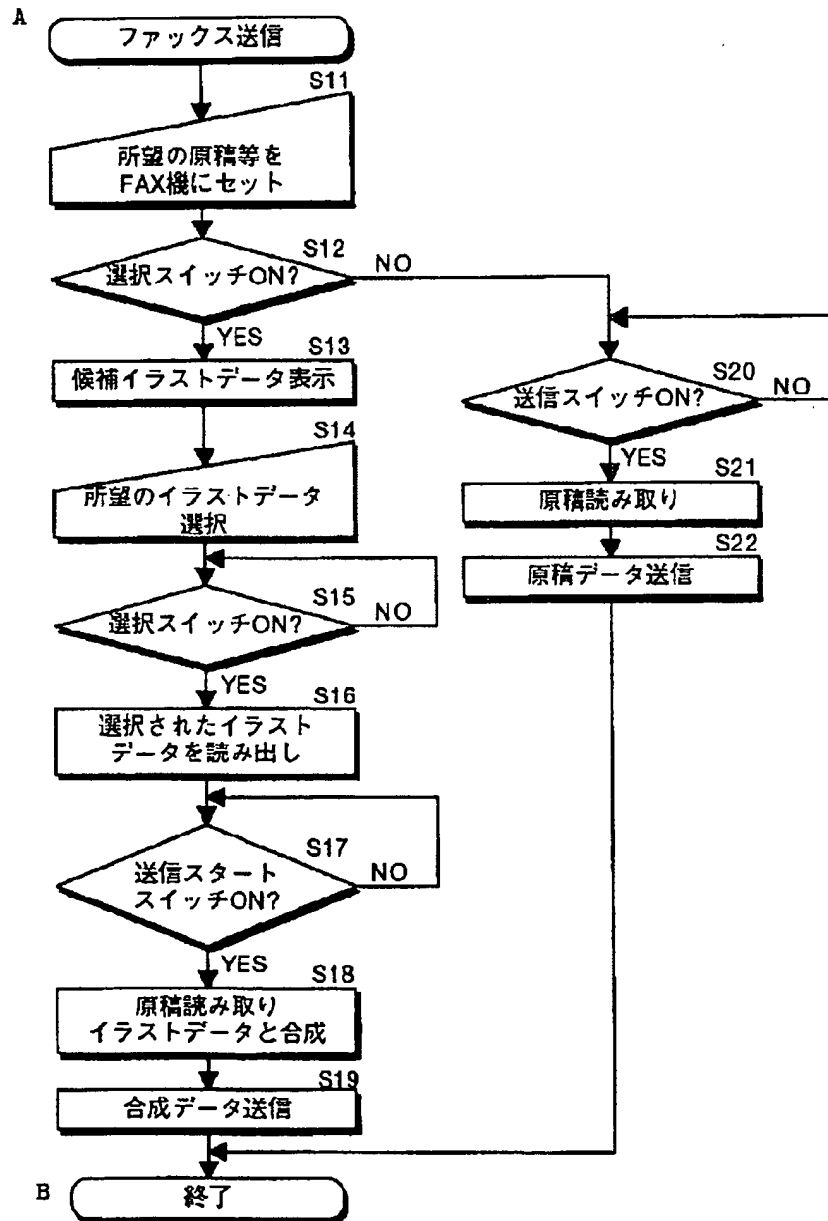 A
ファックス送信
S11
所望の原稿等を
FAX機にセット
S12
選択スイッチON?
NO
YES
S13
候補イラストデータ表示
S14
所望のイラストデータ
選択
S15
選択スイッチON?
NO
YES
S16
選択されたイラスト
データを読み出し
S17
送信スタート
スイッチON?
NO
YES
S18
原稿読み取り
イラストデータと合成
S19
合成データ送信
S20
送信スイッチON?
NO
YES
S21
原稿読み取り
S22
原稿データ送信
B
終了